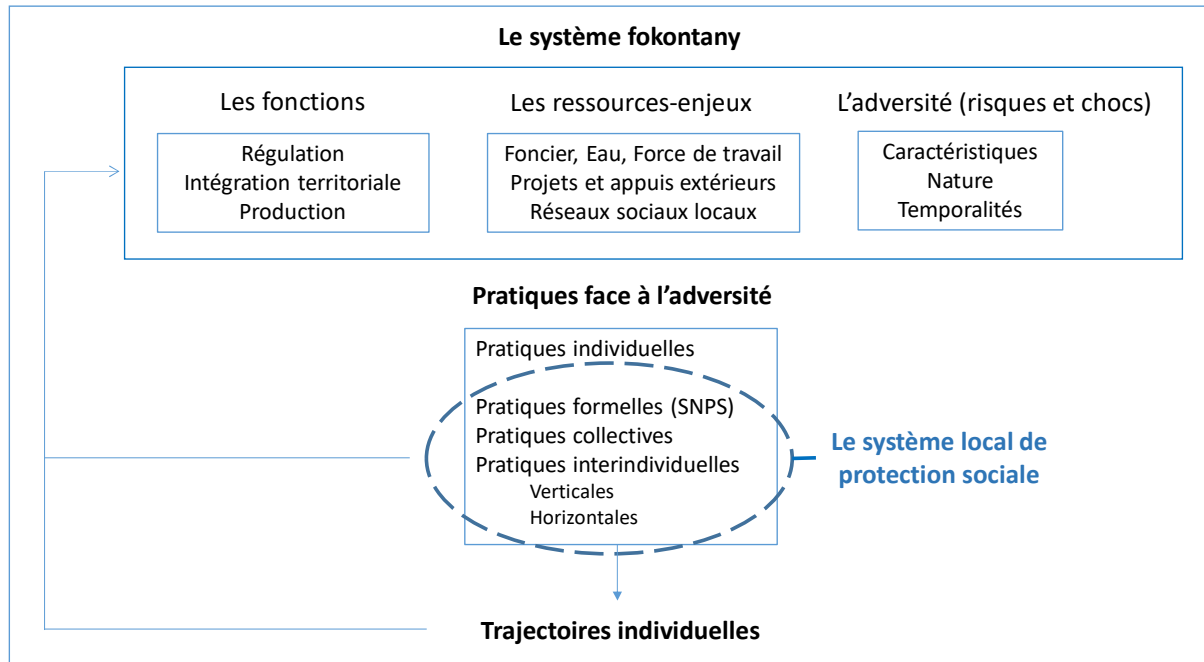 Le système fokontany
Les fonctions
Régulation
Intégration territoriale
Production
Les ressources-enjeux
Foncier, Eau, Force de travail
Projets et appuis extérieurs
Réseaux sociaux locaux
L’adversité (risques et chocs)
Caractéristiques
Nature
Temporalités
Pratiques face à l’adversité
Pratiques individuelles
Pratiques formelles (SNPS)
Pratiques collectives
Pratiques interindividuelles
Verticales
Horizontales
Le système local de
protection sociale
Trajectoires individuelles